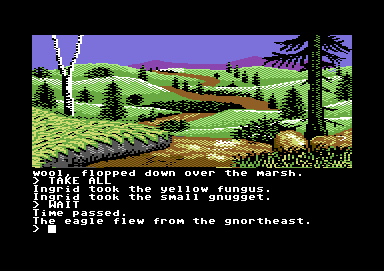 wool, flopped down over the marsh.
> TAKE ALL
Ingrid took the yellow fungus.
Ingrid took the small gnugget.
> WAIT
Time passed.
The eagle flew from the gnortheast.
>